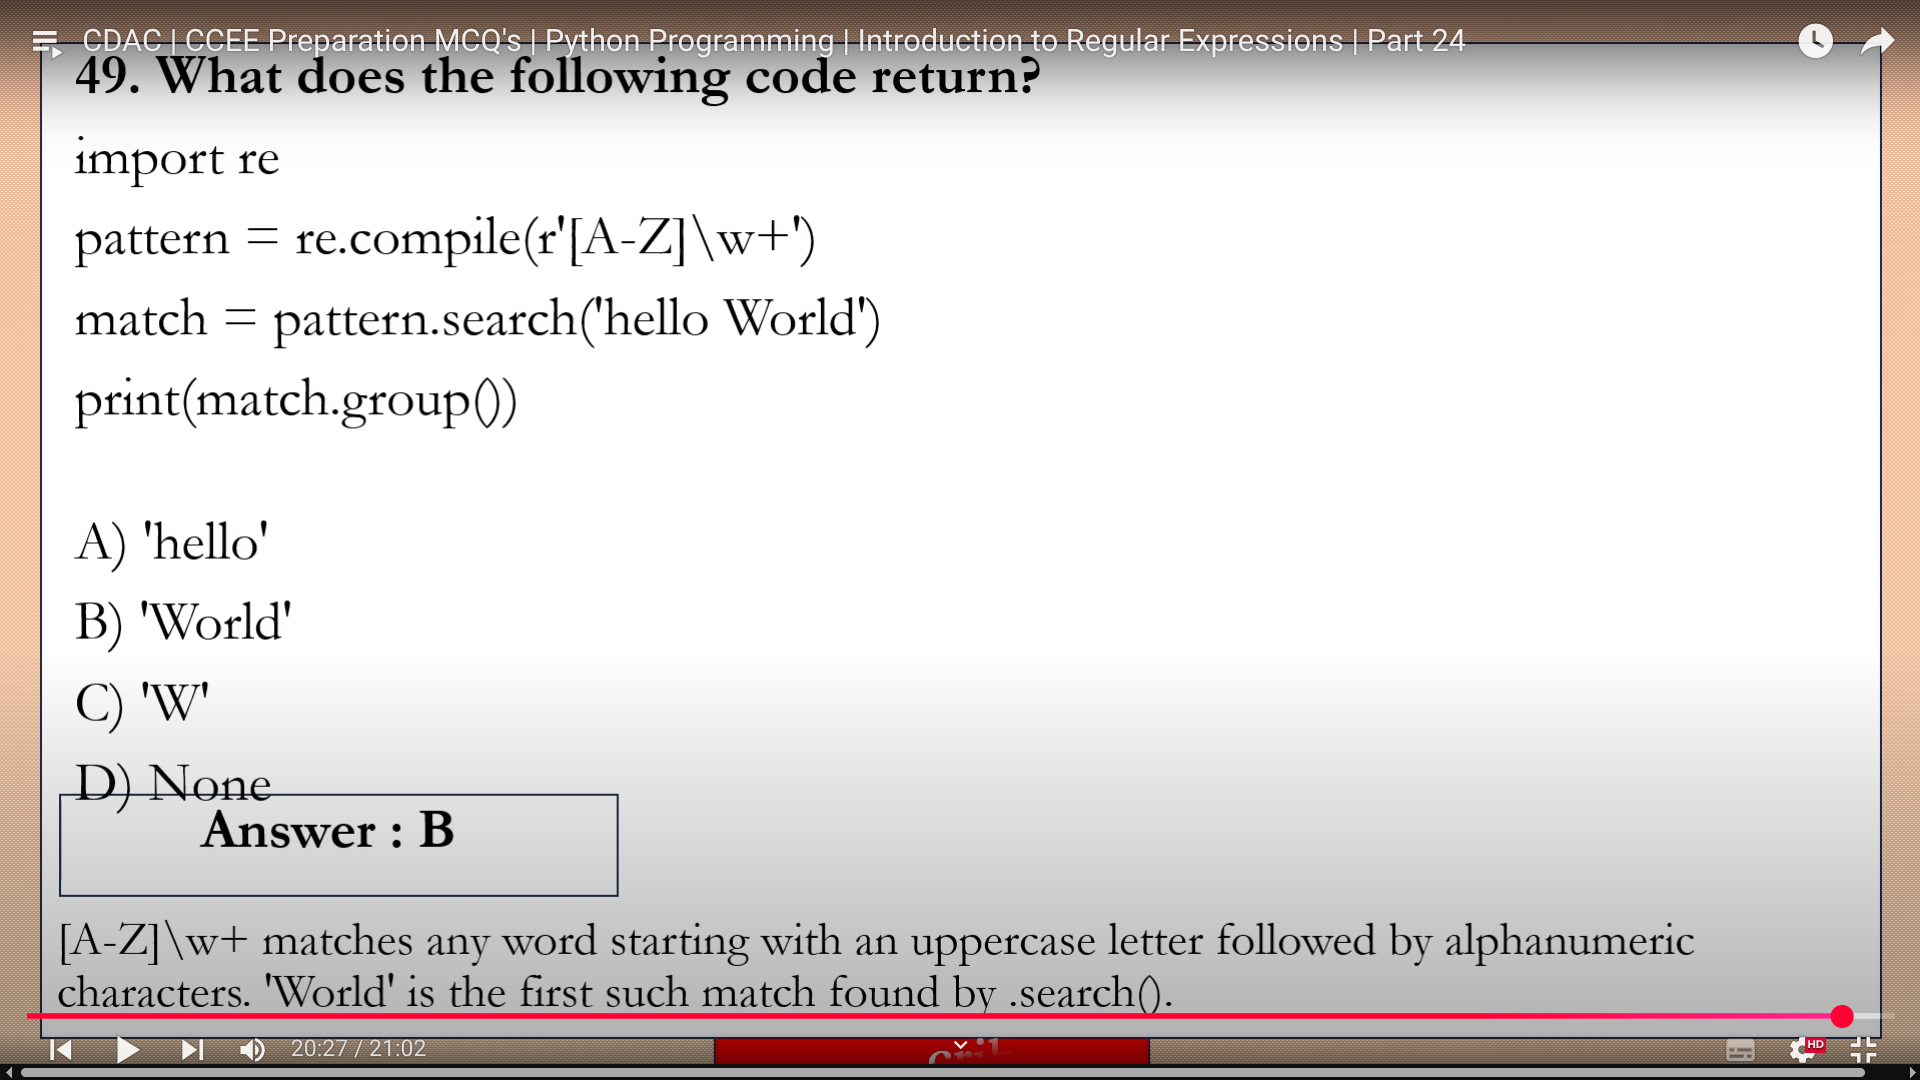 CDAC | CCEE Preparation MCQ's | Python Programming | Introduction to Regular Expressions | Part 24
49. What does the following code return?
import re
pattern = re.compile(r'[A-Z]\w+')
match = pattern.search('hello World')
print(match.group())
A) 'hello'
B) 'World'
C) 'W'
D) None
Answer : B
[A-Z]\w+ matches any word starting with an uppercase letter followed by alphanumeric
characters. 'World' is the first such match found by .search().
20:27 / 21:02
HD